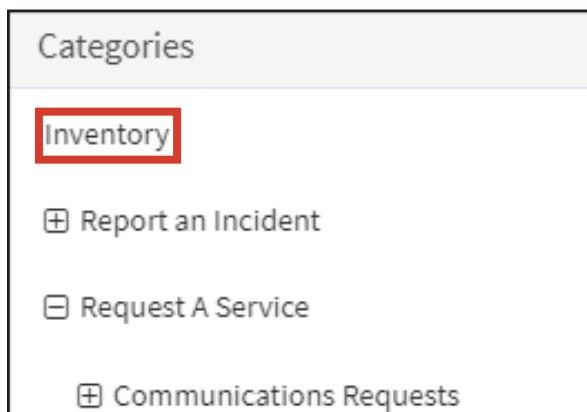 Categories
Inventory
Report an Incident
Request A Service
Communications Requests